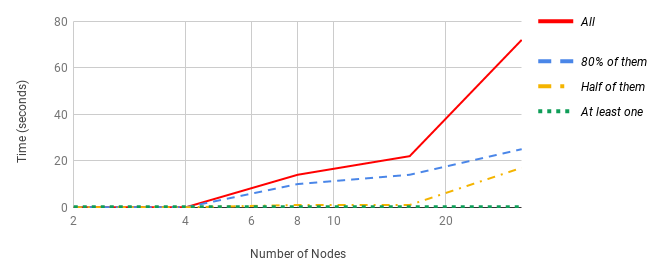 80
60
40
20
0
Time (seconds)
2 4 6 8 10 20
Number of Nodes
All
80% of them
Half of them
At least one